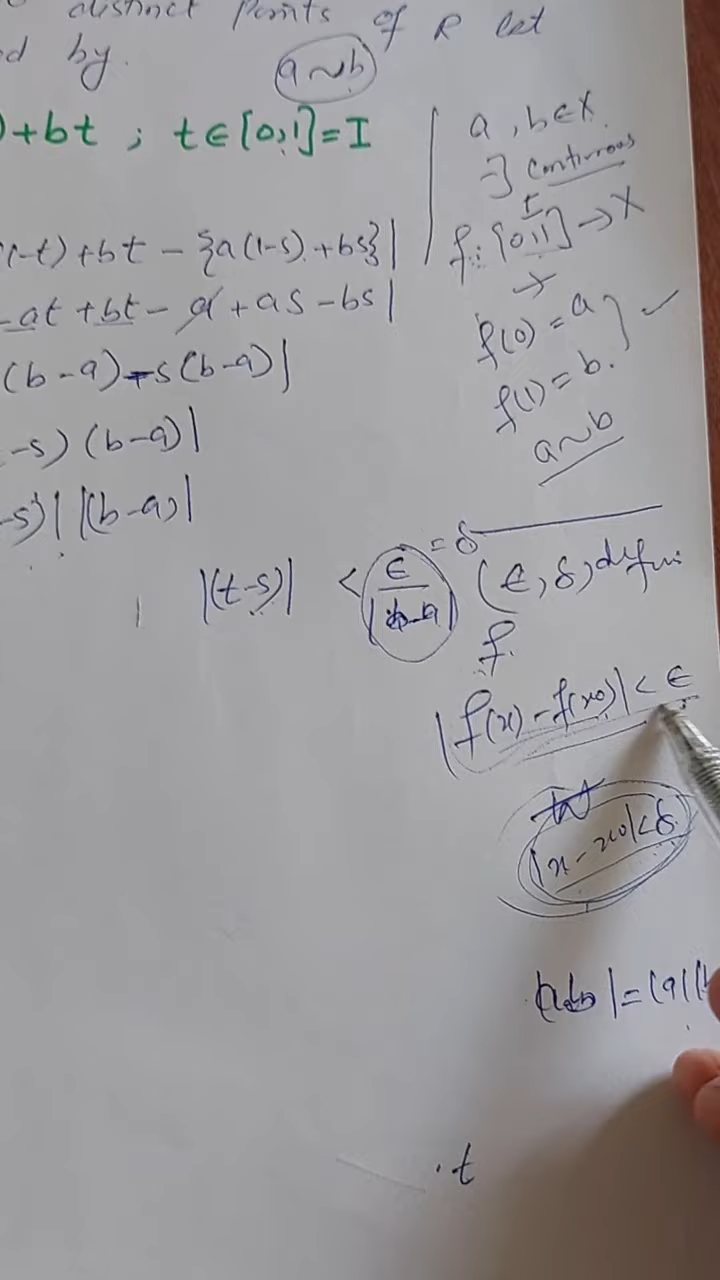 distinct points of R let
d by. a~b
)+bt ; t∈[0,1]=I
(1-t)+bt-{a(1-s)+bs}|
-at+bt-a+as-bs|
(b-a)-s(b-a)|
-s)(b-a)|
-s)||(b-a)|
a, b∈X
∃ continuous
f: [0,1]→X
f(0)=a
f(1)=b.
a~b
|(t-s)| < ε/|b-a| = δ
(ε, δ)
f.
|f(x)-f(x0)|<ε
|x-x0|<δ
|ab|=|a||
t